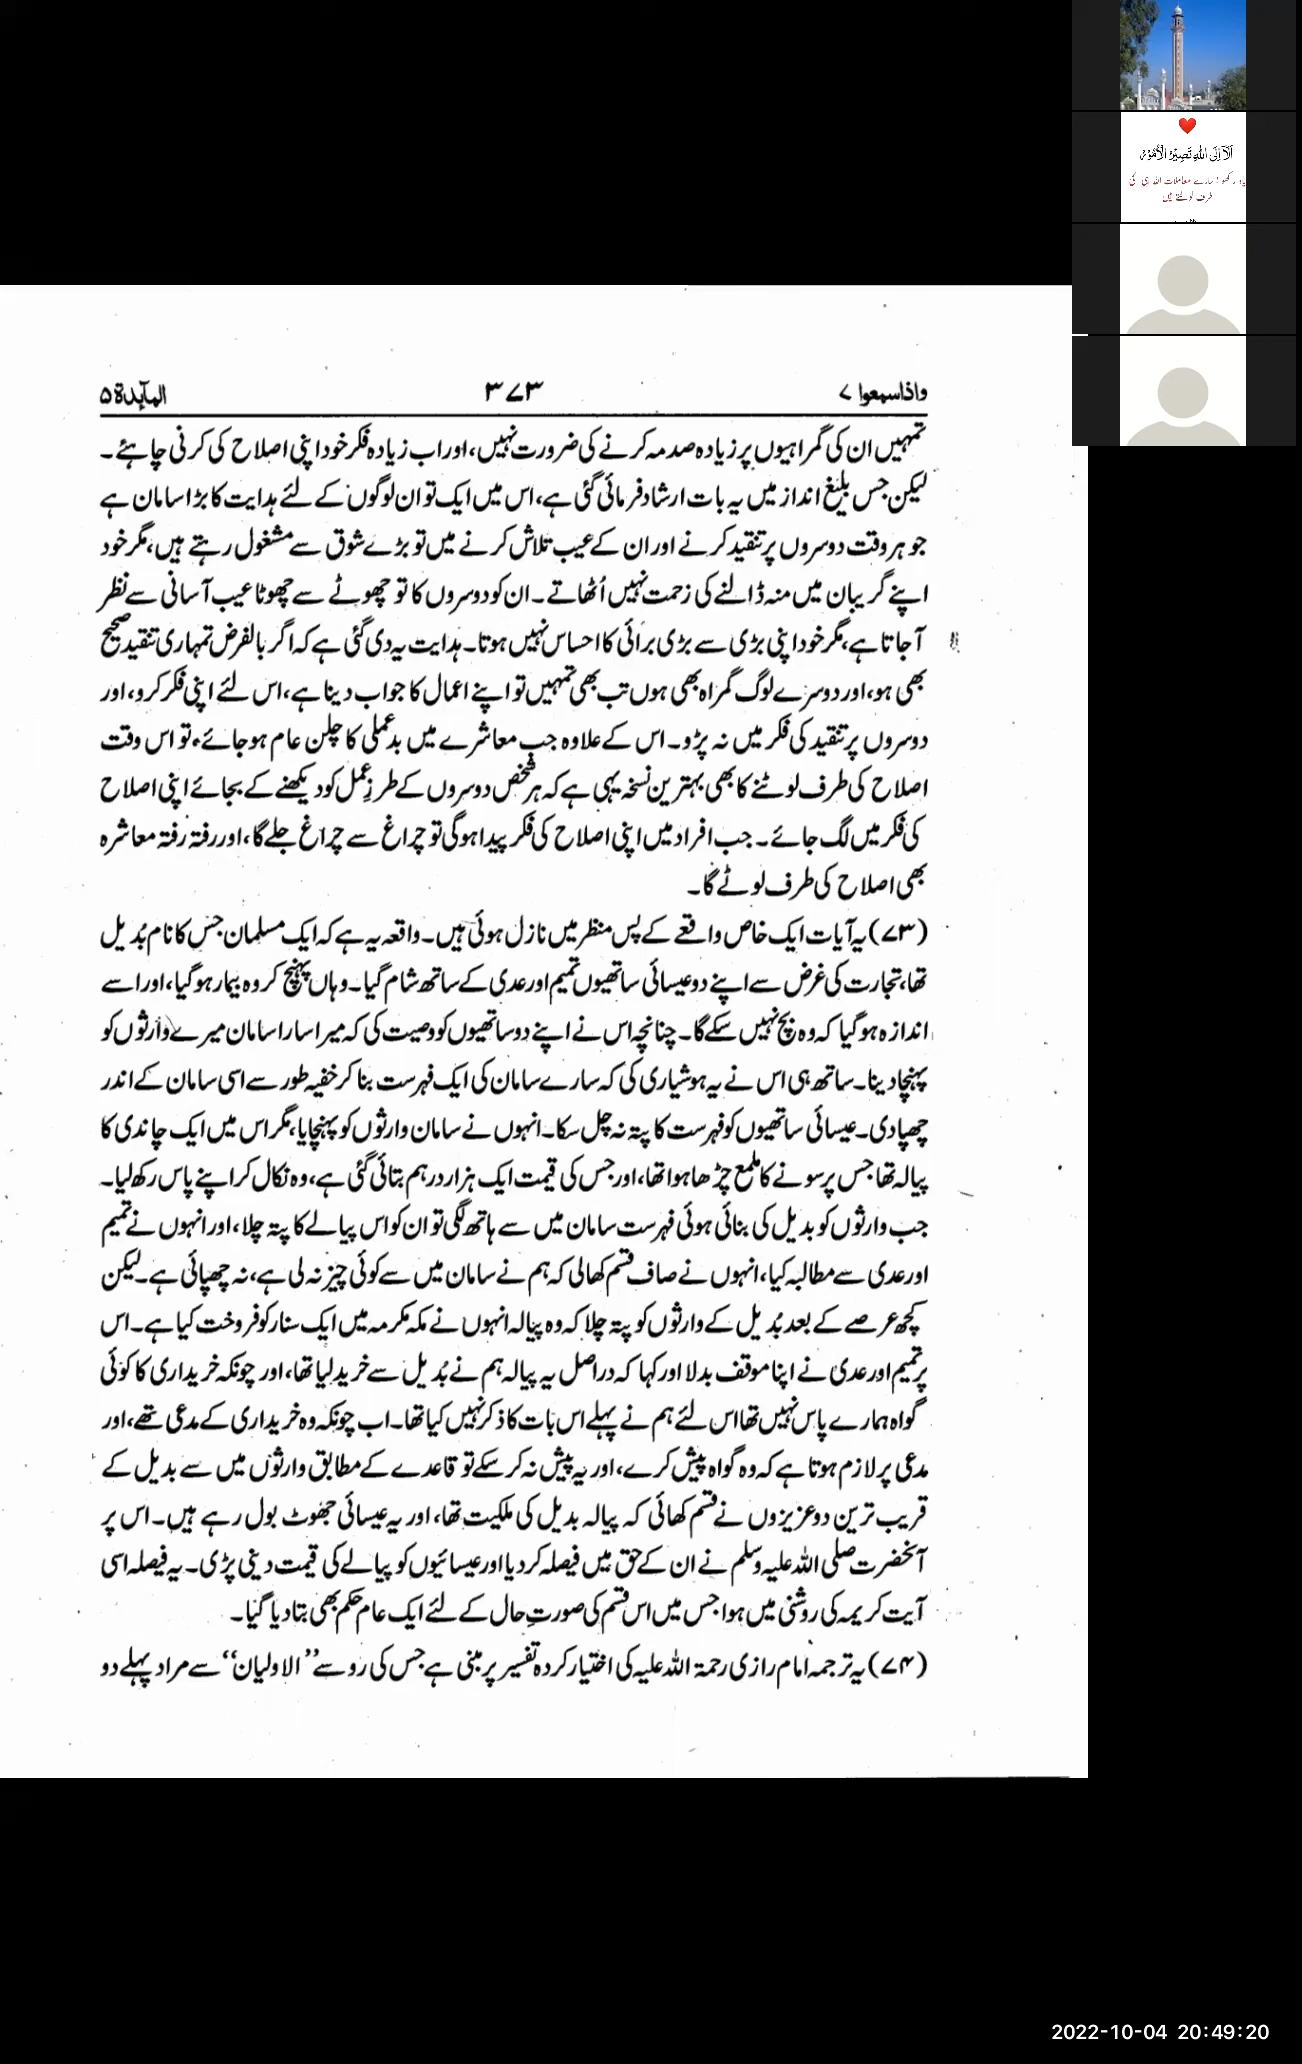 اَلَآ اِلَى اللّٰهِ تَصِيْرُ الْاُمُوْرُ
یاد رکھو! سارے معاملات اللہ ہی کی
طرف لوٹتے ہیں
واذاسمعوا ۷
۳۷۳
المآىِٕدة ۵
تمہیں ان کی گمراہیوں پر زیادہ صدمہ کرنے کی ضرورت نہیں، اور اب زیادہ فکر خود اپنی اصلاح کی کرنی چاہئے۔
لیکن جس بلیغ انداز میں یہ بات ارشاد فرمائی گئی ہے، اس میں ایک تو ان لوگوں کے لئے ہدایت کا بڑا سامان ہے
جو ہر وقت دوسروں پر تنقید کرنے اور ان کے عیب تلاش کرنے میں تو بڑے شوق سے مشغول رہتے ہیں، مگر خود
اپنے گریبان میں منہ ڈالنے کی زحمت نہیں اُٹھاتے۔ ان کو دوسروں کا تو چھوٹے سے چھوٹا عیب آسانی سے نظر
آجاتا ہے، مگر خود اپنی بڑی سے بڑی برائی کا احساس نہیں ہوتا۔ ہدایت یہ دی گئی ہے کہ اگر بالفرض تمہاری تنقید صحیح
بھی ہو، اور دوسرے لوگ گمراہ بھی ہوں تب بھی تمہیں تو اپنے اعمال کا جواب دینا ہے، اس لئے اپنی فکر کرو، اور
دوسروں پر تنقید کی فکر میں نہ پڑو۔ اس کے علاوہ جب معاشرے میں بدعملی کا چلن عام ہوجائے، تو اس وقت
اصلاح کی طرف لوٹنے کا بھی بہترین نسخہ یہی ہے کہ ہر شخص دوسروں کے طرزِ عمل کو دیکھنے کے بجائے اپنی اصلاح
کی فکر میں لگ جائے۔ جب افراد میں اپنی اصلاح کی فکر پیدا ہوگی تو چراغ سے چراغ جلے گا، اور رفتہ رفتہ معاشرہ
بھی اصلاح کی طرف لوٹے گا۔
(۷۳) یہ آیات ایک خاص واقعے کے پس منظر میں نازل ہوئی ہیں۔ واقعہ یہ ہے کہ ایک مسلمان جس کا نام بُدیل
تھا، تجارت کی غرض سے اپنے دو عیسائی ساتھیوں تمیم اور عدی کے ساتھ شام گیا۔ وہاں پہنچ کر وہ بیمار ہوگیا، اور اسے
اندازہ ہوگیا کہ وہ بچ نہیں سکے گا۔ چنانچہ اس نے اپنے دو ساتھیوں کو وصیت کی کہ میرا سارا سامان میرے وارثوں کو
پہنچادینا۔ ساتھ ہی اس نے یہ ہوشیاری کی کہ سارے سامان کی ایک فہرست بنا کر خفیہ طور سے اسی سامان کے اندر
چھپادی۔ عیسائی ساتھیوں کو فہرست کا پتہ نہ چل سکا۔ انہوں نے سامان وارثوں کو پہنچایا، مگر اس میں ایک چاندی کا
پیالہ تھا جس پر سونے کا ملمع چڑھا ہوا تھا، اور جس کی قیمت ایک ہزار درہم بتائی گئی ہے، وہ نکال کر اپنے پاس رکھ لیا۔
جب وارثوں کو بدیل کی بنائی ہوئی فہرست سامان میں سے ہاتھ لگی تو ان کو اس پیالے کا پتہ چلا، اور انہوں نے تمیم
اور عدی سے مطالبہ کیا، انہوں نے صاف قسم کھالی کہ ہم نے سامان میں سے کوئی چیز نہ لی ہے، نہ چھپائی ہے۔ لیکن
کچھ عرصے کے بعد بُدیل کے وارثوں کو پتہ چلا کہ وہ پیالہ انہوں نے مکہ مکرمہ میں ایک سنار کو فروخت کیا ہے۔ اس
پر تمیم اور عدی نے اپنا موقف بدلا اور کہا کہ دراصل یہ پیالہ ہم نے بُدیل سے خرید لیا تھا، اور چونکہ خریداری کا کوئی
گواہ ہمارے پاس نہیں تھا اس لئے ہم نے پہلے اس بات کا ذکر نہیں کیا تھا۔ اب چونکہ وہ خریداری کے مدعی تھے، اور
مدعی پر لازم ہوتا ہے کہ وہ گواہ پیش کرے، اور یہ پیش نہ کر سکے تو قاعدے کے مطابق وارثوں میں سے بدیل کے
قریب ترین دو عزیزوں نے قسم کھائی کہ پیالہ بدیل کی ملکیت تھا، اور یہ عیسائی جھوٹ بول رہے ہیں۔ اس پر
آنحضرت صلی اللہ علیہ وسلم نے ان کے حق میں فیصلہ کردیا اور عیسائیوں کو پیالے کی قیمت دینی پڑی۔ یہ فیصلہ اسی
آیت کریمہ کی روشنی میں ہوا جس میں اس قسم کی صورتِ حال کے لئے ایک عام حکم بھی بتادیا گیا۔
(۷۴) یہ ترجمہ امام رازی رحمۃ اللہ علیہ کی اختیار کردہ تفسیر پر مبنی ہے جس کی رو سے ”الاولیان“ سے مراد پہلے دو
2022-10-04 20:49:20